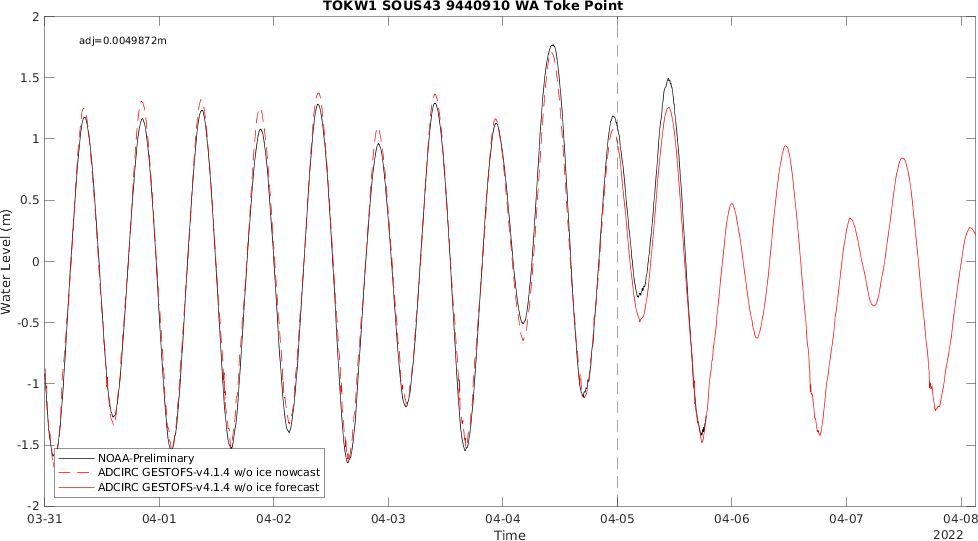 TOKW1 SOUS43 9440910 WA Toke Point
adj=0.0049872m
2
1.5
1
0.5
0
-0.5
-1
-1.5
-2
Water Level (m)
NOAA-Preliminary
ADCIRC GESTOFS-v4.1.4 w/o ice nowcast
ADCIRC GESTOFS-v4.1.4 w/o ice forecast
03-31 04-01 04-02 04-03 04-04 04-05 04-06 04-07 04-08
Time
2022